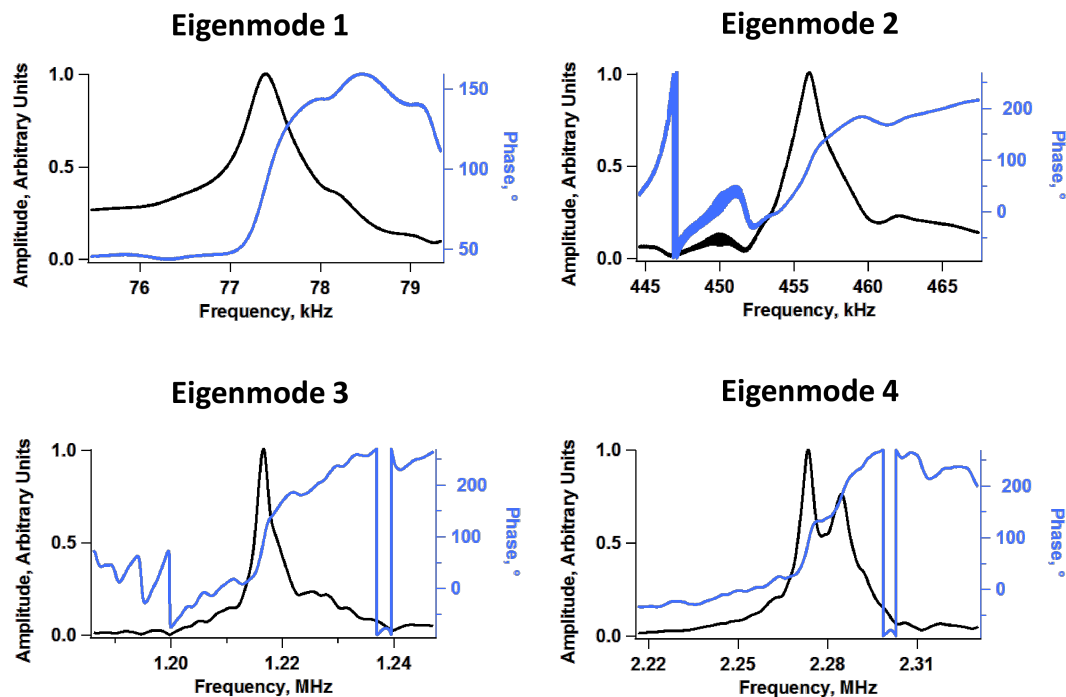 Eigenmode 1
Amplitude, Arbitrary Units
1.0
0.5
0.0
150
100
50
Phase, °
76 77 78 79
Frequency, kHz
Eigenmode 2
Amplitude, Arbitrary Units
1.0
0.5
0.0
200
100
0
Phase, °
445 450 455 460 465
Frequency, kHz
Eigenmode 3
Amplitude, Arbitrary Units
1.0
0.5
0.0
200
100
0
Phase, °
1.20 1.22 1.24
Frequency, MHz
Eigenmode 4
Amplitude, Arbitrary Units
1.0
0.5
0.0
200
100
0
Phase, °
2.22 2.25 2.28 2.31
Frequency, MHz